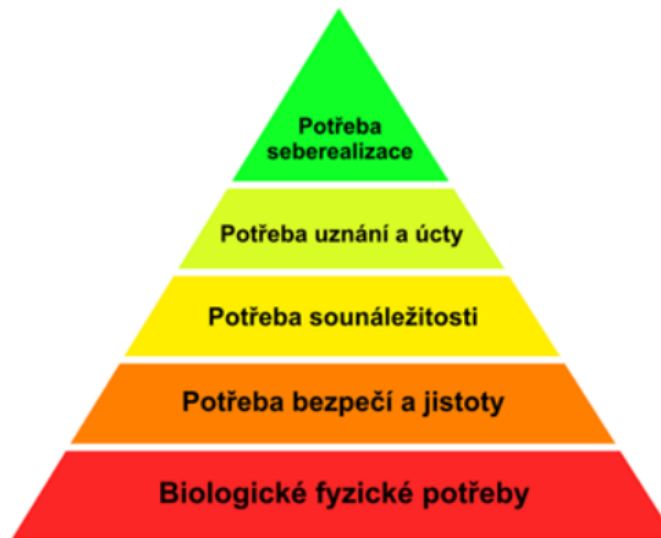 Potřeba
seberealizace
Potřeba uznání a úcty
Potřeba sounáležitosti
Potřeba bezpečí a jistoty
Biologické fyzické potřeby